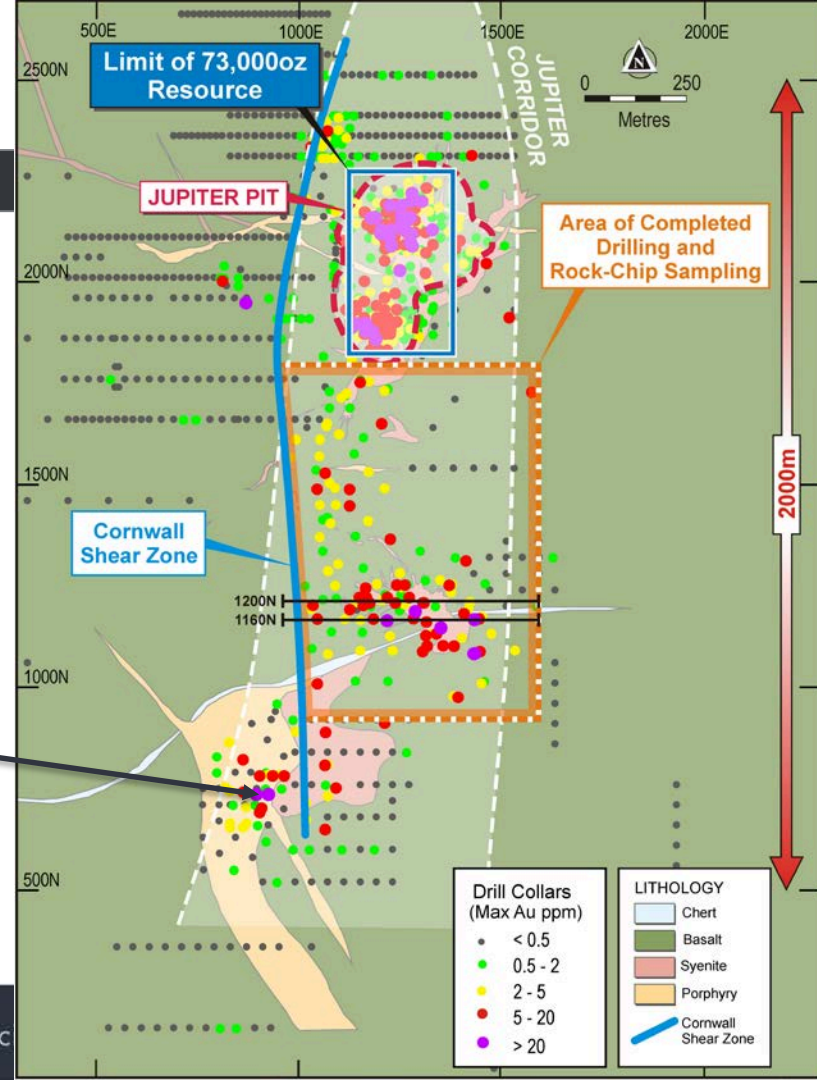 500E
1000E
1500E
2000E
2500N
Limit of 73,000oz
Resource
JUPITER
CORRIDOR
N
0
250
Metres
JUPITER PIT
Area of Completed
Drilling and
Rock-Chip Sampling
2000N
1500N
2000m
Cornwall
Shear Zone
1200N
1160N
1000N
500N
Drill Collars
(Max Au ppm)
< 0.5
0.5 - 2
2 - 5
5 - 20
> 20
LITHOLOGY
Chert
Basalt
Syenite
Porphyry
Cornwall
Shear Zone